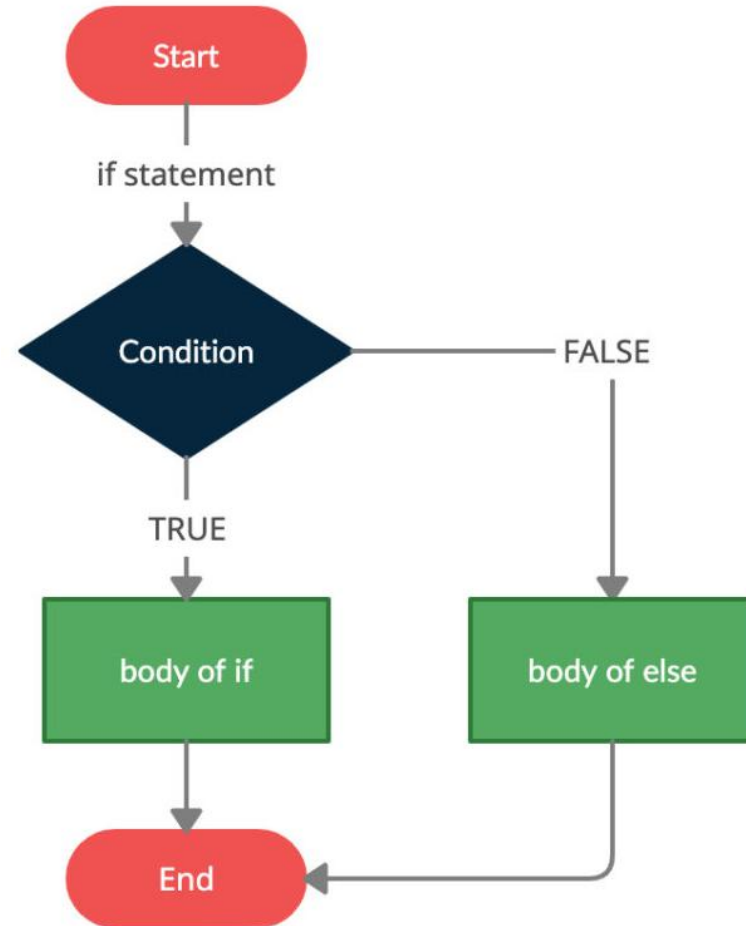 Start
if statement
Condition
FALSE
TRUE
body of if
body of else
End